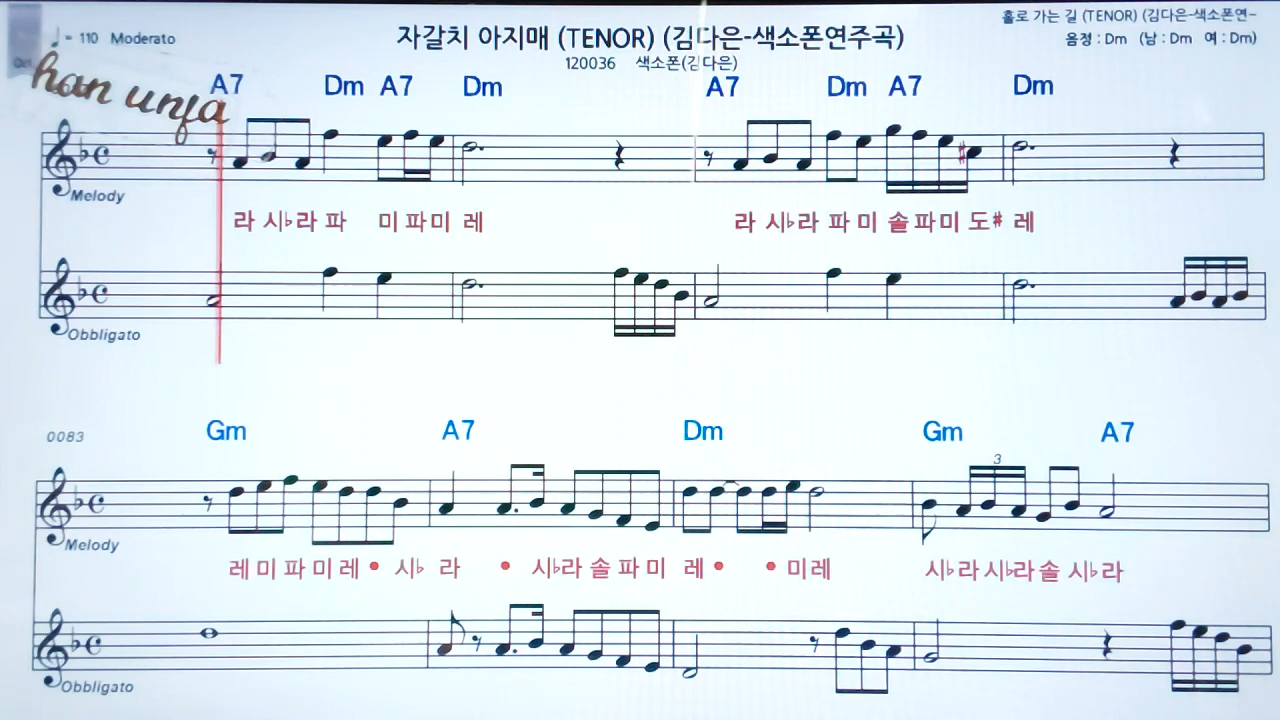 홀로 가는 길 (TENOR) (김다은-색소폰연-
♩ = 110 Moderato
자갈치 아지매 (TENOR) (김다은-색소폰연주곡)
음정 : Dm (남 : Dm 여 : Dm)
120036 색소폰(김다은)
han unfa
A7 Dm A7 Dm A7 Dm A7 Dm
Melody
라 시♭라 파 미 파미 레 라 시♭라 파 미 솔파미 도# 레
Obbligato
0083
Gm A7 Dm Gm A7
3
Melody
레 미 파 미 레 • 시♭ 라 • 시♭라 솔 파 미 레 • • 미레 시♭라시♭라솔 시♭라
Obbligato